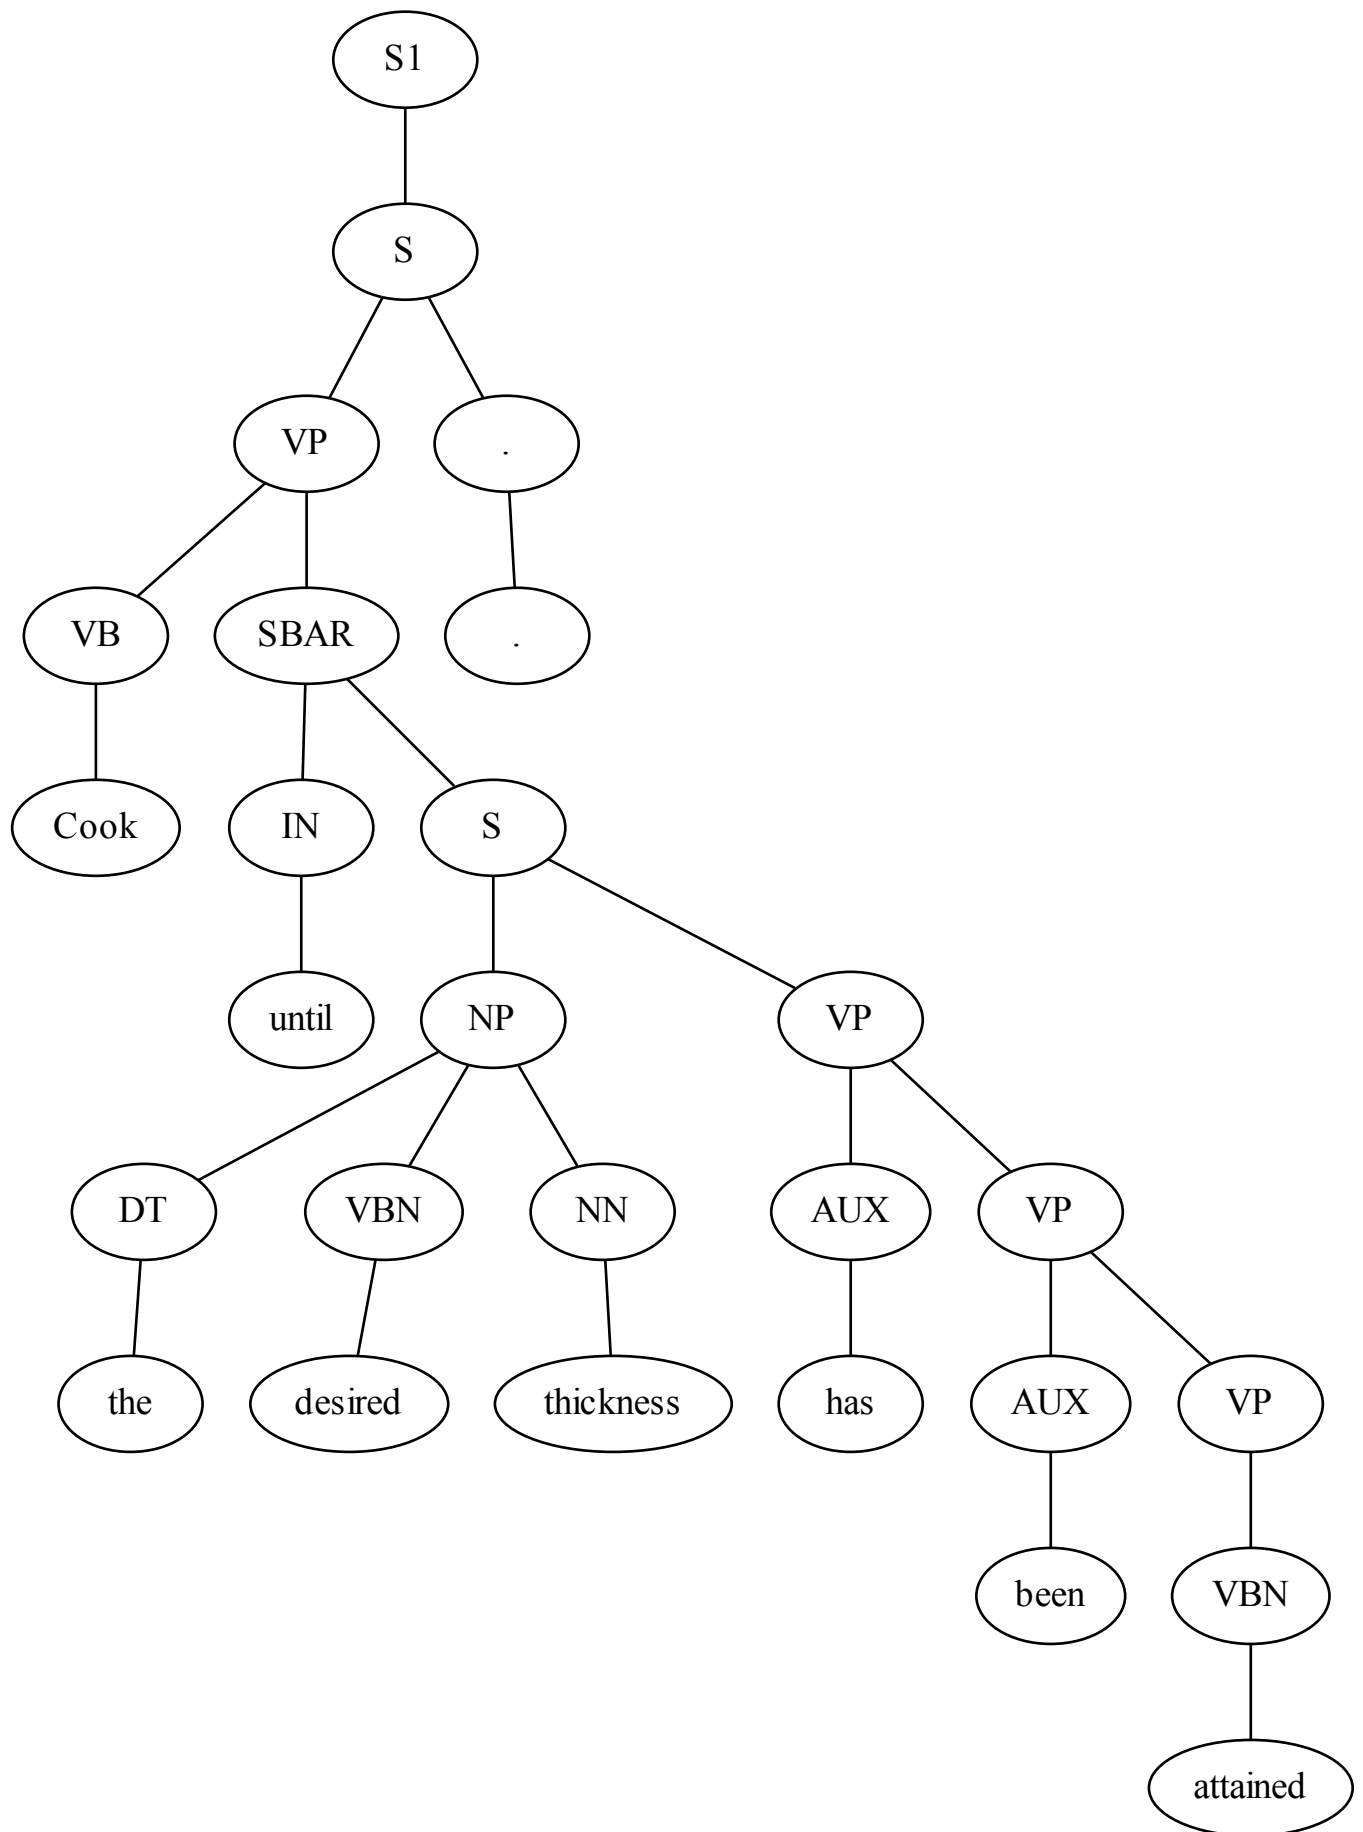 S1
S
VP .
VB SBAR .
Cook IN S
until NP VP
DT VBN NN AUX VP
the desired thickness has AUX VP
been VBN
attained